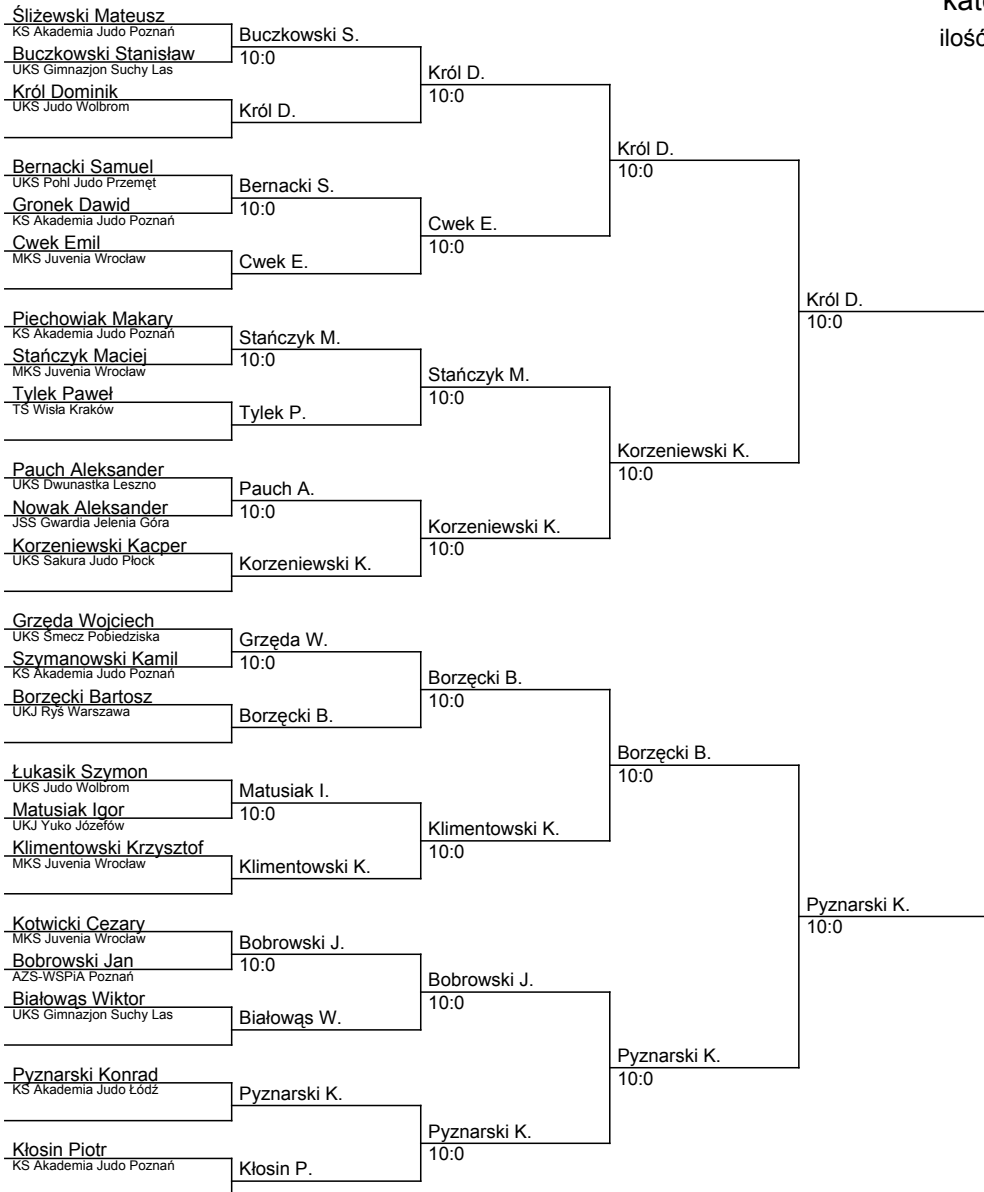 Śliżewski Mateusz
KS Akademia Judo Poznań
Buczkowski Stanisław
UKS Gimnazjon Suchy Las
Król Dominik
UKS Judo Wolbrom
Bernacki Samuel
UKS Pohl Judo Przemęt
Gronek Dawid
KS Akademia Judo Poznań
Cwek Emil
MKS Juvenia Wrocław
Piechowiak Makary
KS Akademia Judo Poznań
Stańczyk Maciej
MKS Juvenia Wrocław
Tylek Paweł
TS Wisła Kraków
Pauch Aleksander
UKS Dwunastka Leszno
Nowak Aleksander
JSS Gwardia Jelenia Góra
Korzeniewski Kacper
UKS Sakura Judo Płock
Grzęda Wojciech
UKS Śmecz Pobiedziska
Szymanowski Kamil
KS Akademia Judo Poznań
Borzęcki Bartosz
UKJ Ryś Warszawa
Łukasik Szymon
UKS Judo Wolbrom
Matusiak Igor
UKJ Yuko Józefów
Klimentowski Krzysztof
MKS Juvenia Wrocław
Kotwicki Cezary
MKS Juvenia Wrocław
Bobrowski Jan
AZS-WSPiA Poznań
Białowąs Wiktor
UKS Gimnazjon Suchy Las
Pyznarski Konrad
KS Akademia Judo Łódź
Kłosin Piotr
KS Akademia Judo Poznań
Buczkowski S.
10:0
Król D.
Bernacki S.
10:0
Cwek E.
Stańczyk M.
10:0
Tylek P.
Pauch A.
10:0
Korzeniewski K.
Grzęda W.
10:0
Borzęcki B.
Matusiak I.
10:0
Klimentowski K.
Bobrowski J.
10:0
Białowąs W.
Pyznarski K.
Kłosin P.
Król D.
10:0
Cwek E.
10:0
Stańczyk M.
10:0
Korzeniewski K.
10:0
Borzęcki B.
10:0
Klimentowski K.
10:0
Bobrowski J.
10:0
Pyznarski K.
10:0
Król D.
10:0
Korzeniewski K.
10:0
Borzęcki B.
10:0
Pyznarski K.
10:0
Król D.
10:0
Pyznarski K.
10:0
ilość